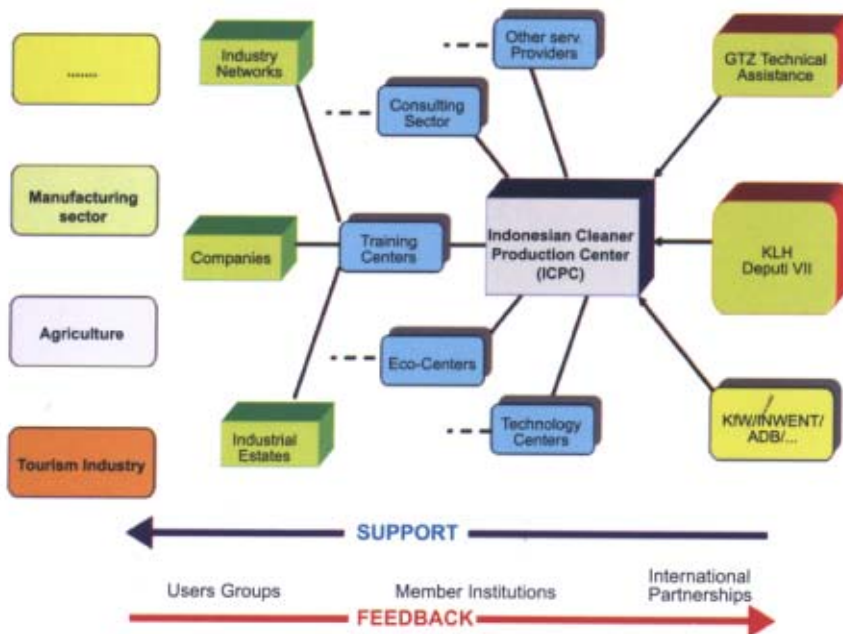 .......
Manufacturing
sector
Agriculture
Tourism Industry
Industry
Networks
Companies
Industrial
Estates
Other serv.
Providers
Consulting
Sector
Training
Centers
Eco-Centers
Technology
Centers
Indonesian Cleaner
Production Center
(ICPC)
GTZ Technical
Assistance
KLH
Deputi VII
KfW/INWENT/
ADB/...
SUPPORT
Users Groups
Member Institutions
International
Partnerships
FEEDBACK